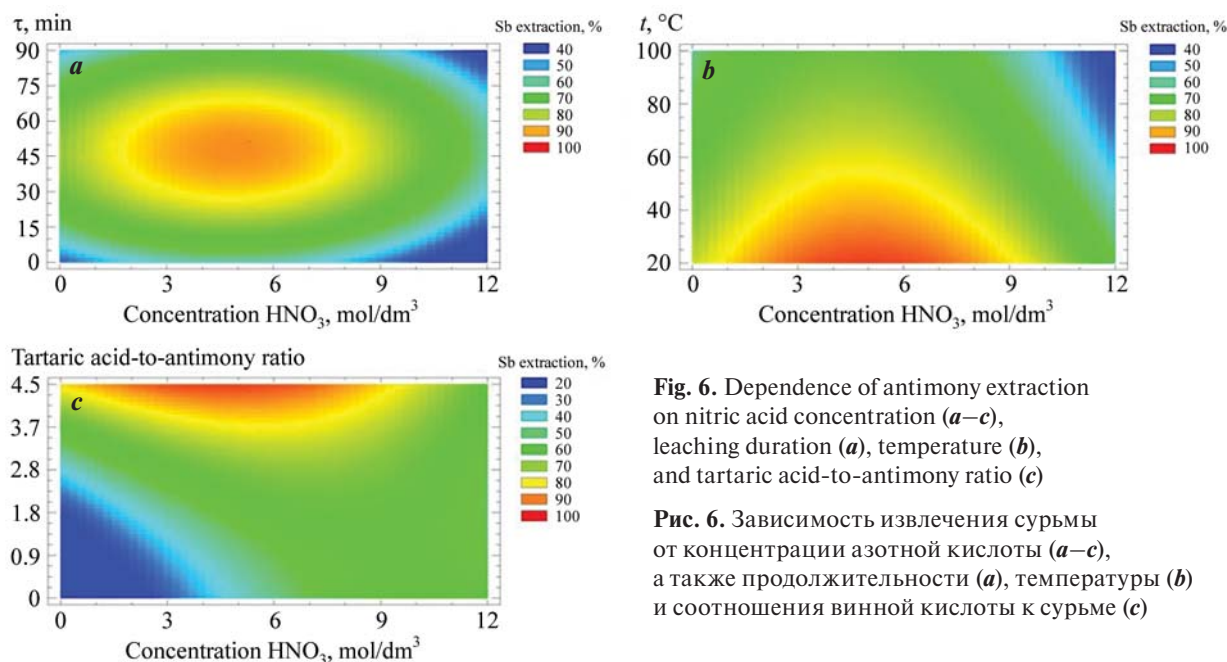 τ, min
Sb extraction, %
90
75
60
45
30
15
0
a
40
50
60
70
80
90
100
0 3 6 9 12
Concentration HNO₃, mol/dm³
t, °C
Sb extraction, %
100
80
60
40
20
b
40
50
60
70
80
90
100
0 3 6 9 12
Concentration HNO₃, mol/dm³
Tartaric acid-to-antimony ratio
Sb extraction, %
4.5
3.7
2.8
1.8
0.9
0
c
20
30
40
50
60
70
80
90
100
0 3 6 9 12
Concentration HNO₃, mol/dm³
Fig. 6. Dependence of antimony extraction
on nitric acid concentration (a–c),
leaching duration (a), temperature (b),
and tartaric acid-to-antimony ratio (c)
Рис. 6. Зависимость извлечения сурьмы
от концентрации азотной кислоты (a–c),
а также продолжительности (a), температуры (b)
и соотношения винной кислоты к сурьме (c)